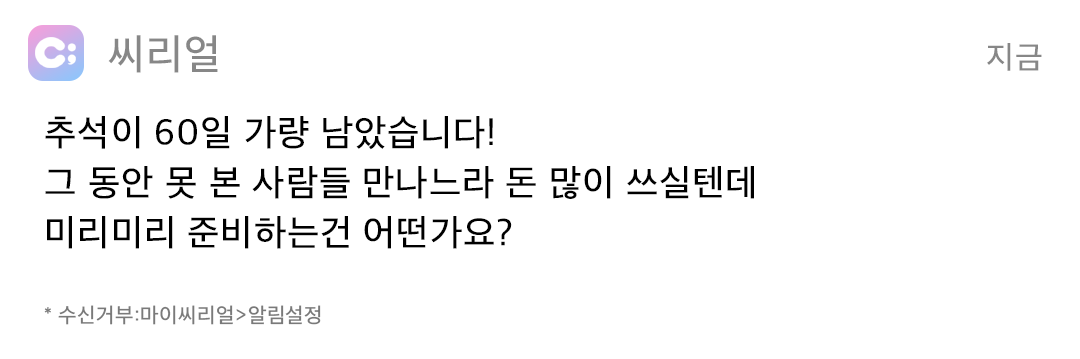 씨리얼
지금
추석이 60일 가량 남았습니다!
그 동안 못 본 사람들 만나느라 돈 많이 쓰실텐데
미리미리 준비하는건 어떤가요?
* 수신거부:마이씨리얼>알림설정